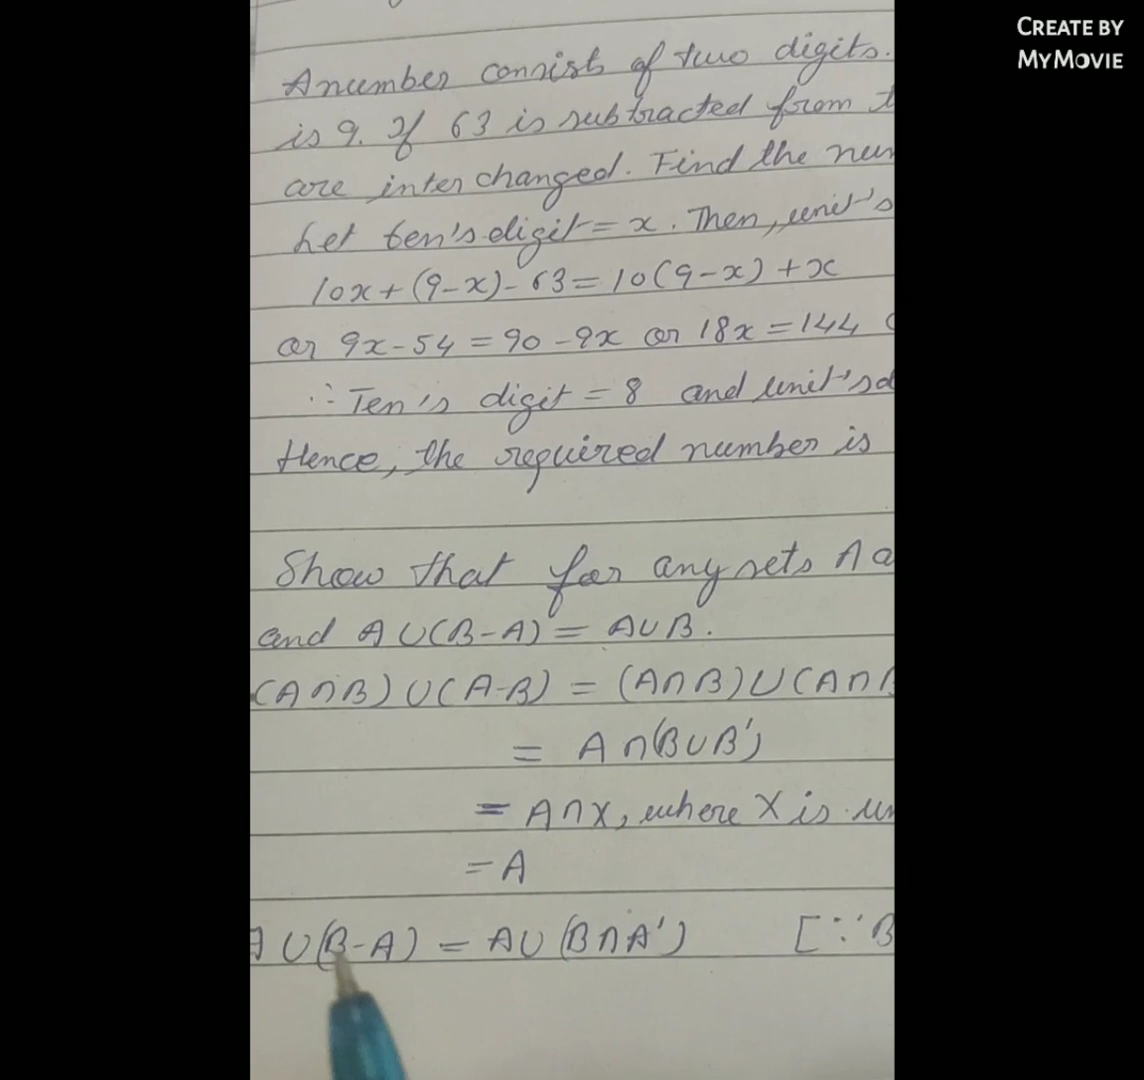 CREATE BY
MYMOVIE
A number consists of two digits.
is 9. If 63 is subtracted from
are interchanged. Find the
Let ten's digit = x. Then, unit's
10x + (9-x) - 63 = 10(9-x) + x
or 9x - 54 = 90 - 9x or 18x = 144
∴ Ten's digit = 8 and unit's
Hence, the required number is
Show that for any sets A
and A∪(B-A) = A∪B.
(A∩B)∪(A-B) = (A∩B)∪(A∩
= A∩(B∪B')
= A∩X, where X is
= A
A∪(B-A) = A∪(B∩A') [∵ B